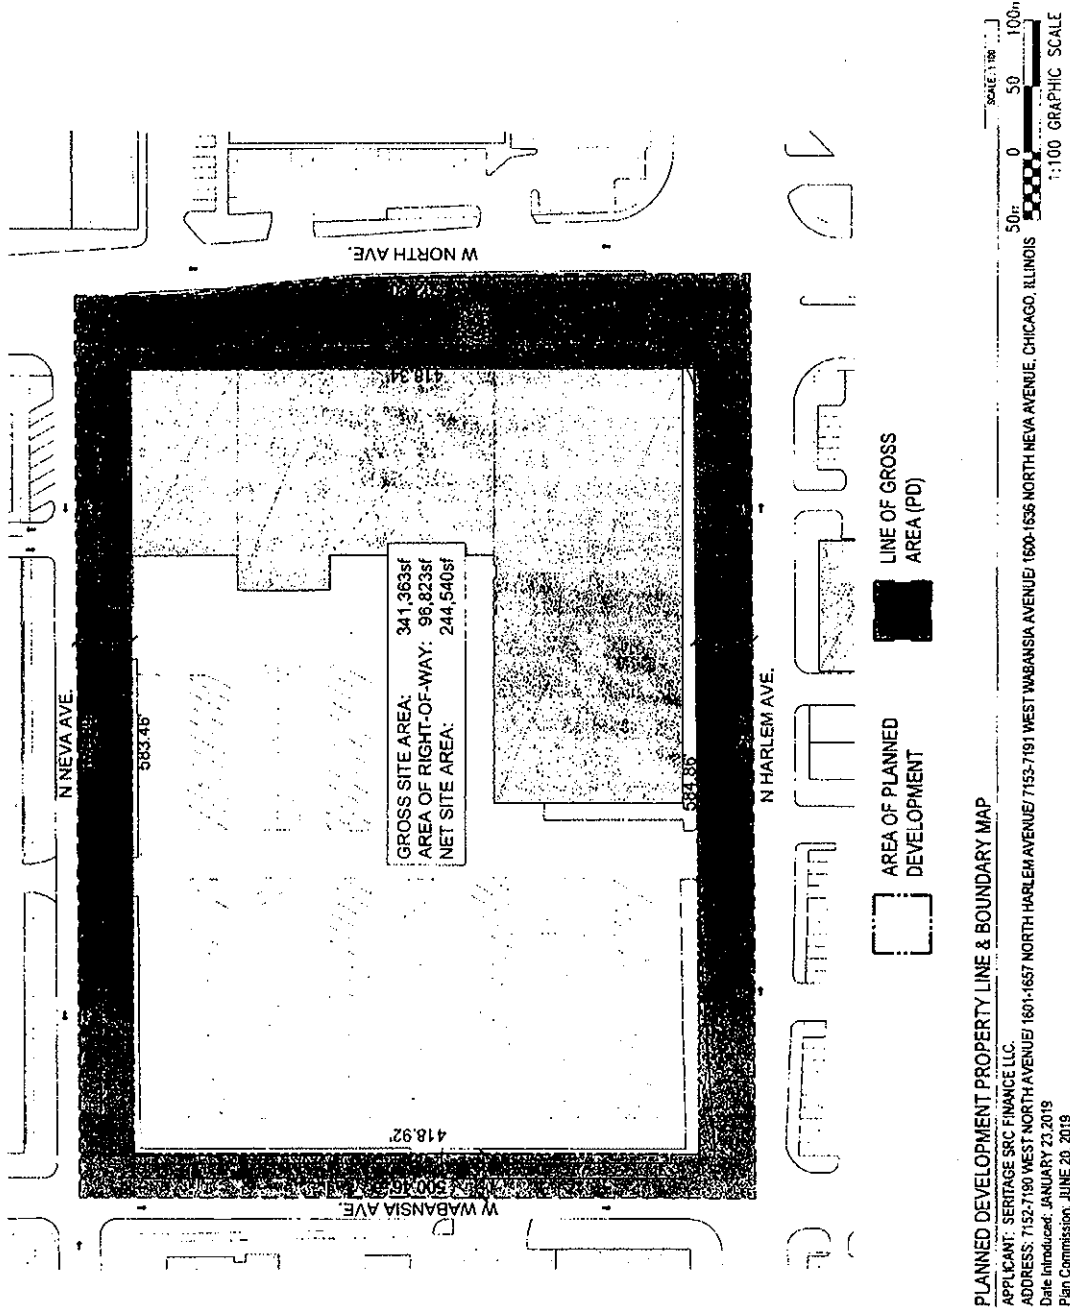 W NORTH AVE.
418.34'
N NEVA AVE.
583.46'
GROSS SITE AREA: 341,363sf
AREA OF RIGHT-OF-WAY: 96,823sf
NET SITE AREA: 244,540sf
584.86'
N HARLEM AVE.
418.92'
500.16'
W WABANSIA AVE.
AREA OF PLANNED
DEVELOPMENT
LINE OF GROSS
AREA (PD)
PLANNED DEVELOPMENT PROPERTY LINE & BOUNDARY MAP
APPLICANT: SERITAGE SRC FINANCE LLC.
ADDRESS: 7152-7190 WEST NORTH AVENUE/ 1601-1657 NORTH HARLEM AVENUE/ 7153-7191 WEST WABANSIA AVENUE/ 1600-1636 NORTH NEVA AVENUE, CHICAGO, ILLINOIS
Date Introduced: JANUARY 23,2019
Plan Commission: JUNE 20, 2019
SCALE: 1:100
50FT 0 50 100FT
1:100 GRAPHIC SCALE